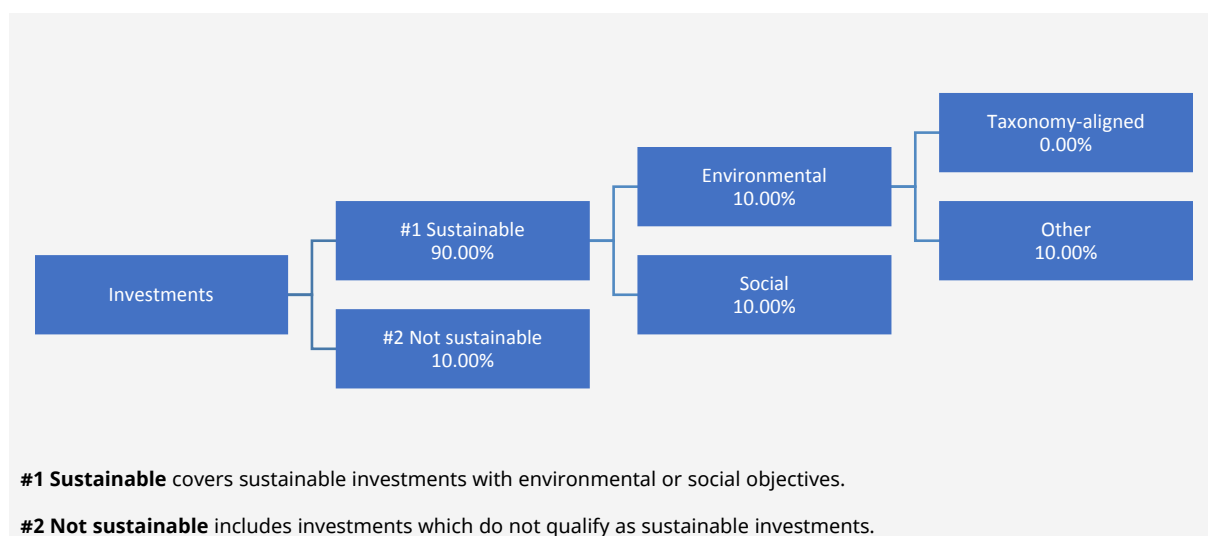 Taxonomy-aligned
0.00%
Environmental
10.00%
#1 Sustainable
90.00%
Other
10.00%
Investments
Social
10.00%
#2 Not sustainable
10.00%
#1 Sustainable covers sustainable investments with environmental or social objectives.
#2 Not sustainable includes investments which do not qualify as sustainable investments.